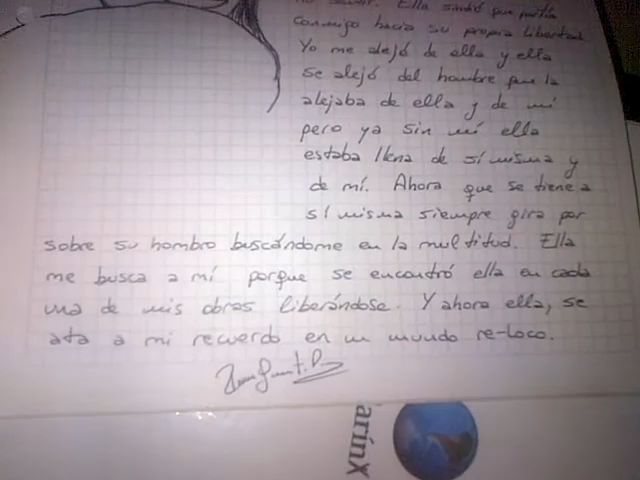 no sentir. Ella sintió que partía
conmigo hacia su propia libertad
Yo me alejó de ella y ella
se alejó del hombre que la
alejaba de ella y de mí
pero ya sin mí ella
estaba llena de sí misma y
de mí. Ahora que se tiene a
sí misma siempre gira por
sobre su hombro buscándome en la multitud. Ella
me busca a mí porque se encontró ella en cada
una de mis obras liberándose. Y ahora ella, se
ata a mi recuerdo en un mundo re-loco.
arinx